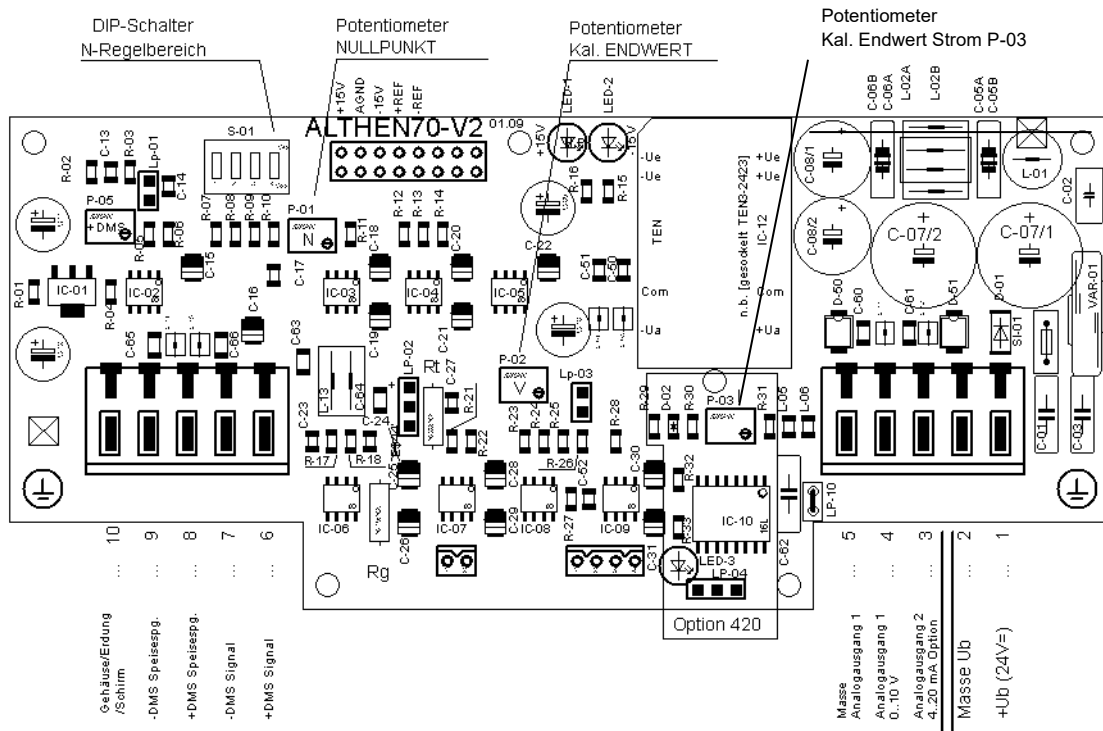 DIP-Schalter
N-Regelbereich
Potentiometer
NULLPUNKT
Potentiometer
Kal. ENDWERT
Potentiometer
Kal. Endwert Strom P-03
+15V
AGND
-15V
+REF
-REF
LED-1
LED-2
C-06B
C-06A
L-02A
L-02B
C-05A
C-05B
ALTHEN70-V2
01.09
+15V
-15V
S-01
R-02
C-13
R-03
Lp-01
C-14
P-05
+DMS
R-05
R-06
R-07
R-08
R-09
R-10
P-01
N
R-11
C-18
R-12
R-13
R-14
C-20
R-16
R-15
C-22
-Ue
-Ue
+Ue
+Ue
TEN
IC-12
n.b. [gesockelt TEN3-2423]
Com
Com
-Ua
+Ua
C-08/1
C-08/2
C-07/2
C-07/1
L-01
C-02
R-01
IC-01
R-04
IC-02
C-15
C-16
C-17
IC-03
IC-04
IC-05
C-51
C-50
D-50
C-60
C-61
D-51
D-01
SI-01
VAR-01
C-65
C-66
C-63
C-19
C-21
L-13
C-64
LP-02
Rt
C-27
R-21
P-02
V
Lp-03
R-29
D-02
R-30
P-03
R-31
L-05
L-06
C-23
C-24
R-17
R-18
R-22
R-23
R-24
R-25
R-26
R-28
C-01
C-03
C-25
C-28
C-52
C-30
R-32
IC-06
IC-07
IC-08
IC-09
IC-10
16L
C-26
C-29
R-27
C-31
R-33
C-62
LP-10
Rg
LED-3
LP-04
Option 420
10 ... Gehäuse/Erdung
/Schirm
9 ... -DMS Speisespg.
8 ... +DMS Speisespg.
7 ... -DMS Signal
6 ... +DMS Signal
5 ... Masse
Analogausgang 1
4 ... Analogausgang 1
0..10 V
3 ... Analogausgang 2
4..20 mA Option
2 ... Masse Ub
1 ... +Ub (24V=)